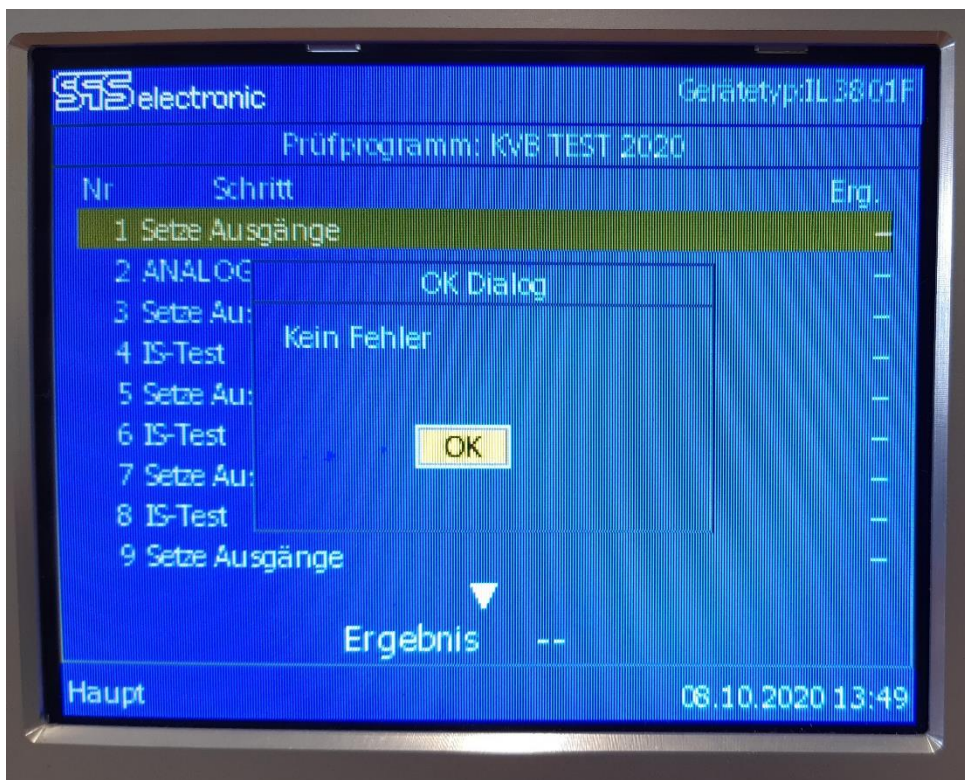 SPS electronic
Gerätetyp:IL3801F
Prüfprogramm: KVB TEST 2020
Nr Schritt Erg.
1 Setze Ausgänge –
2 ANALOG –
3 Setze Au: –
4 IS-Test –
5 Setze Au: –
6 IS-Test –
7 Setze Au: –
8 IS-Test –
9 Setze Ausgänge –
OK Dialog
Kein Fehler
OK
Ergebnis --
Haupt 08.10.2020 13:49